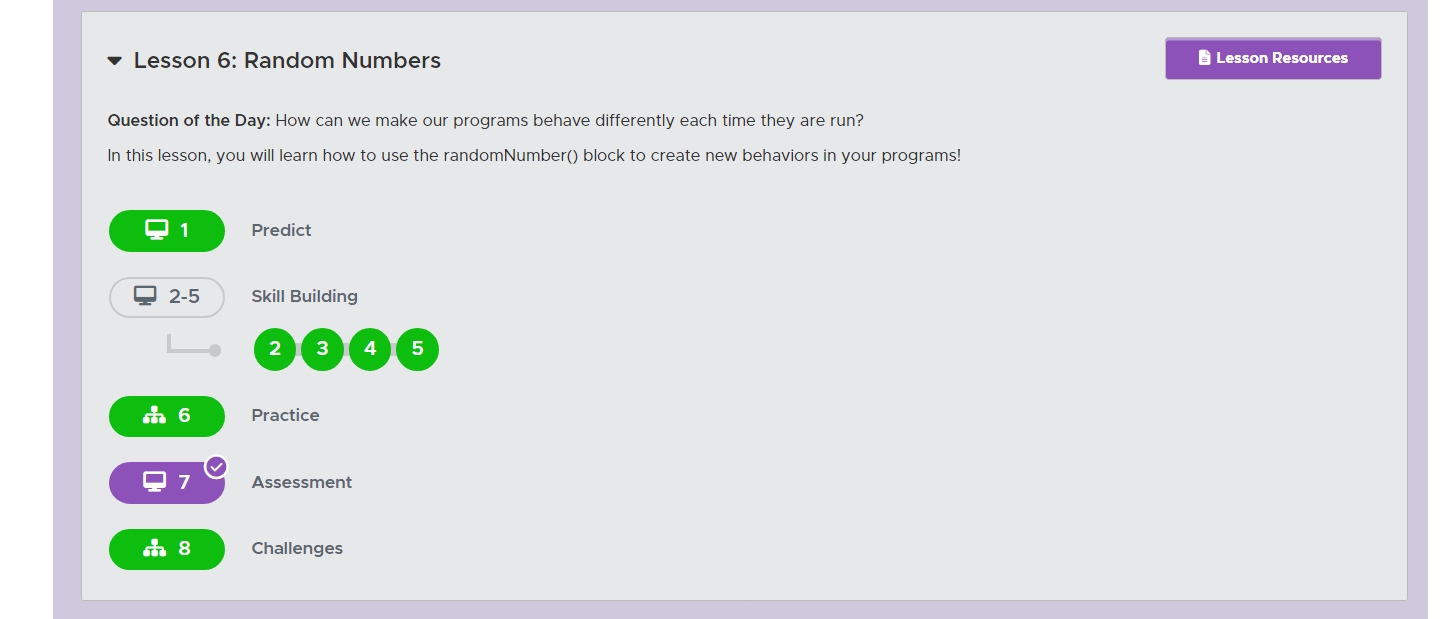 Lesson 6: Random Numbers
Lesson Resources
Question of the Day: How can we make our programs behave differently each time they are run?
In this lesson, you will learn how to use the randomNumber() block to create new behaviors in your programs!
1 Predict
2-5 Skill Building
2 3 4 5
6 Practice
7 Assessment
8 Challenges